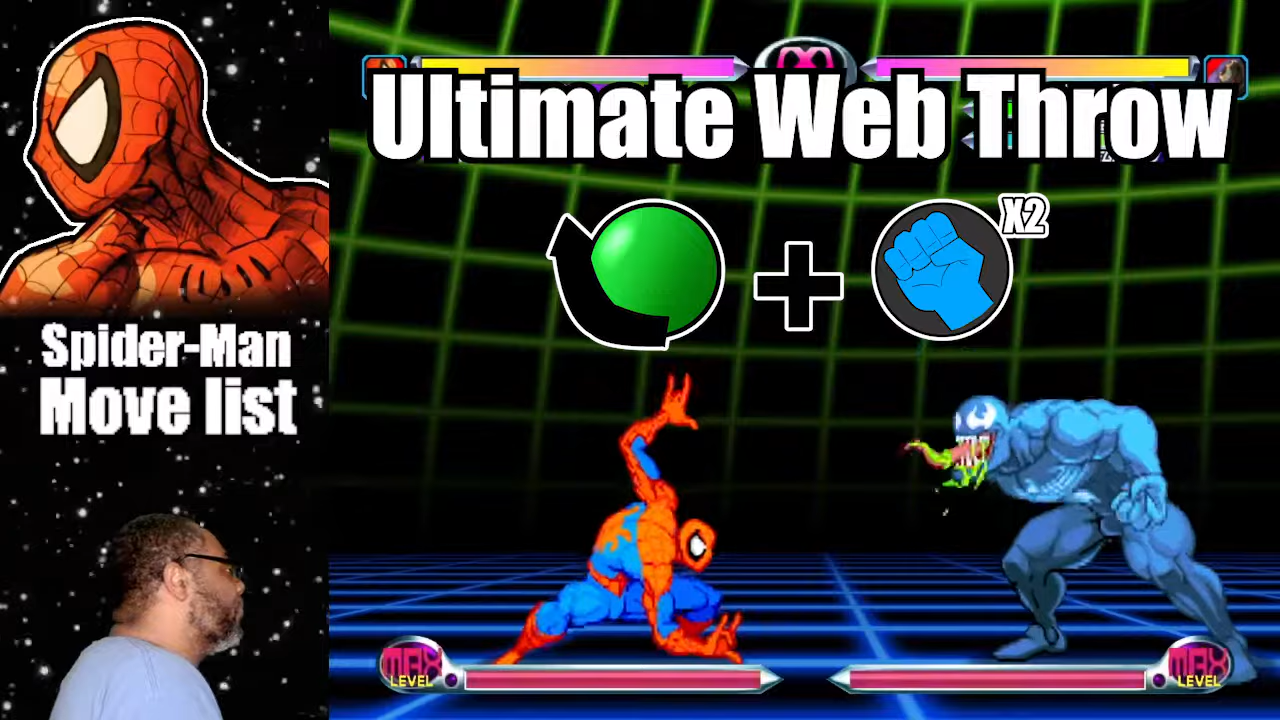 Ultimate Web Throw
X2
Spider-Man
Move list
MAX
LEVEL
MAX
LEVEL